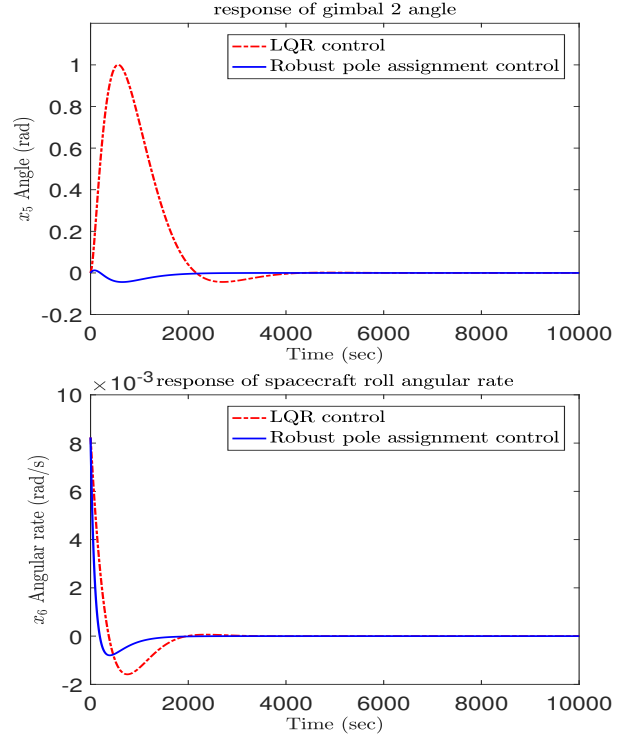 response of gimbal 2 angle
LQR control
Robust pole assignment control
1
0.8
0.6
0.4
0.2
0
-0.2
x5 Angle (rad)
0 2000 4000 6000 8000 10000
Time (sec)
×10-3 response of spacecraft roll angular rate
LQR control
Robust pole assignment control
10
8
6
4
2
0
-2
x6 Angular rate (rad/s)
0 2000 4000 6000 8000 10000
Time (sec)